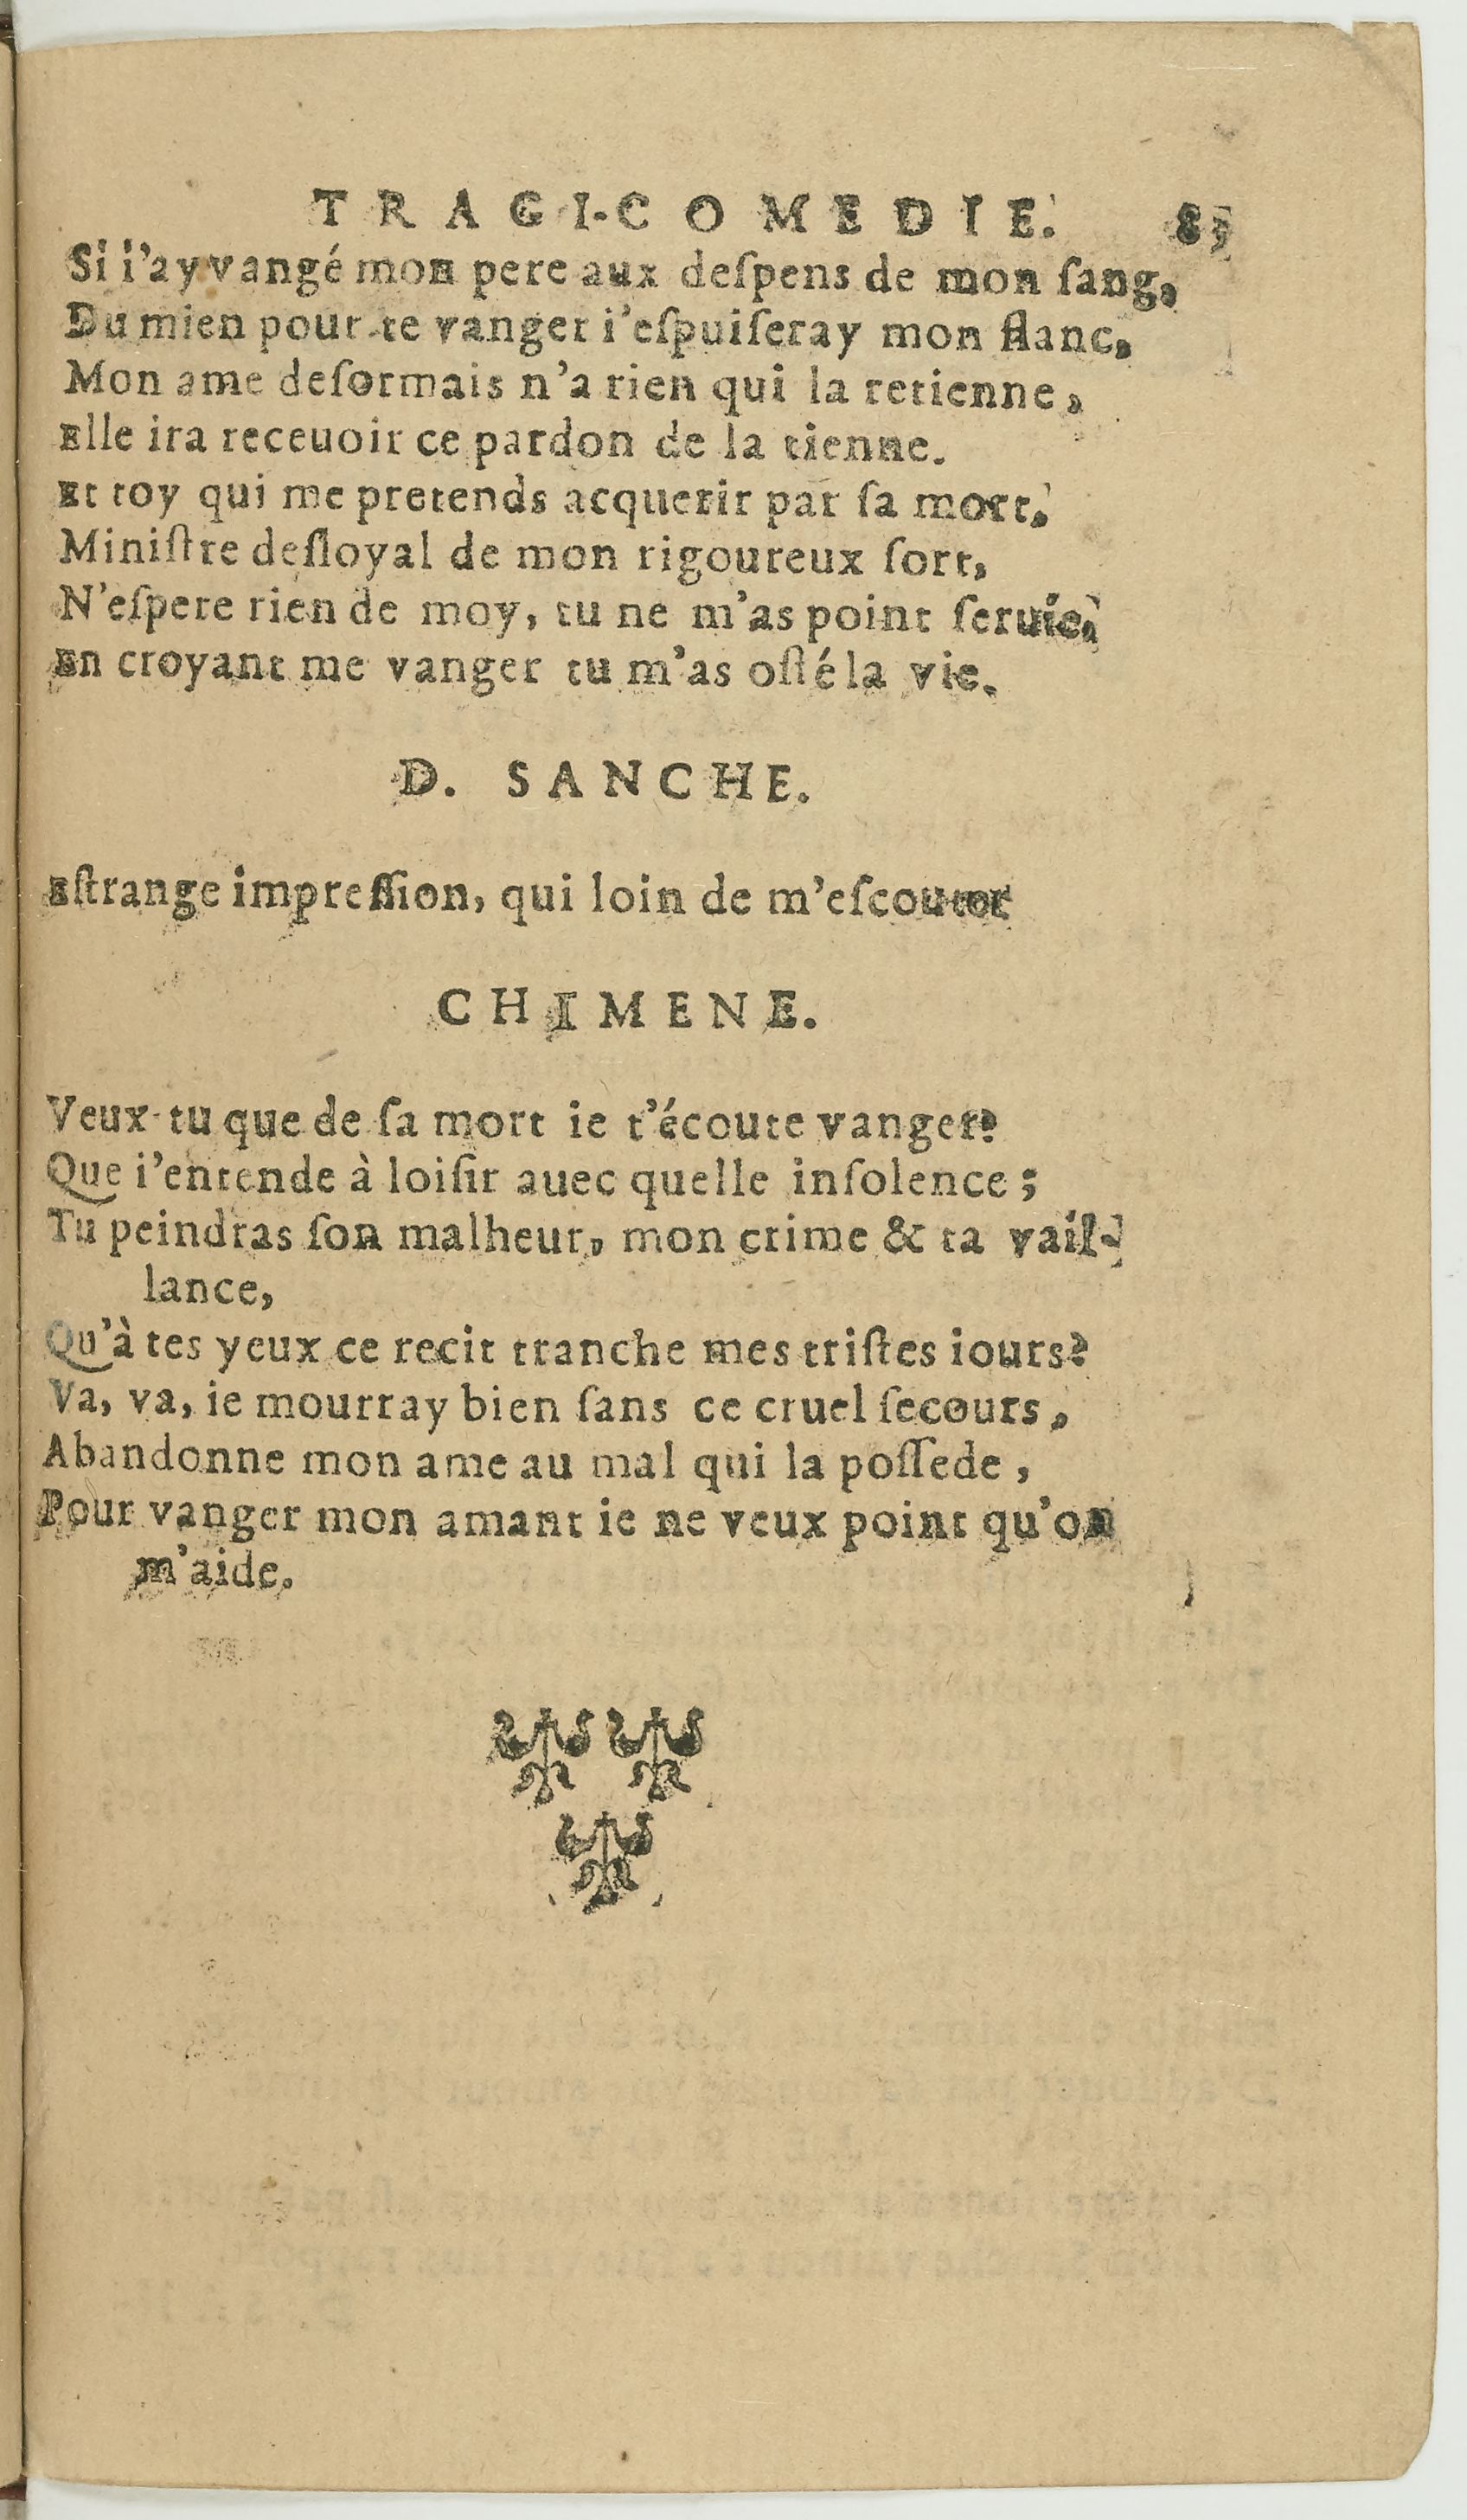 TRAGI-COMEDIE. 85
Si i'ay vangé mon pere aux deſpens de mon ſang,
Du mien pour te vanger i'eſpuiſeray mon flanc,
Mon ame deſormais n'a rien qui la retienne,
Elle ira receuoir ce pardon de la tienne.
Et toy qui me pretends acquerir par ſa mort,
Miniſtre deſloyal de mon rigoureux ſort,
N'eſpere rien de moy, tu ne m'as point ſeruie,
En croyant me vanger tu m'as oſté la vie.
D. SANCHE.
Eſtrange impreſſion, qui loin de m'eſcouter
CHIMENE.
Veux-tu que de ſa mort ie t'écoute vanger?
Que i'entende à loiſir auec quelle inſolence;
Tu peindras ſon malheur, mon crime & ta vail-
lance,
Qu'à tes yeux ce recit tranche mes triſtes iours?
Va, va, ie mourray bien ſans ce cruel ſecours,
Abandonne mon ame au mal qui la poſſede,
Pour vanger mon amant ie ne veux point qu'on
m'aide.